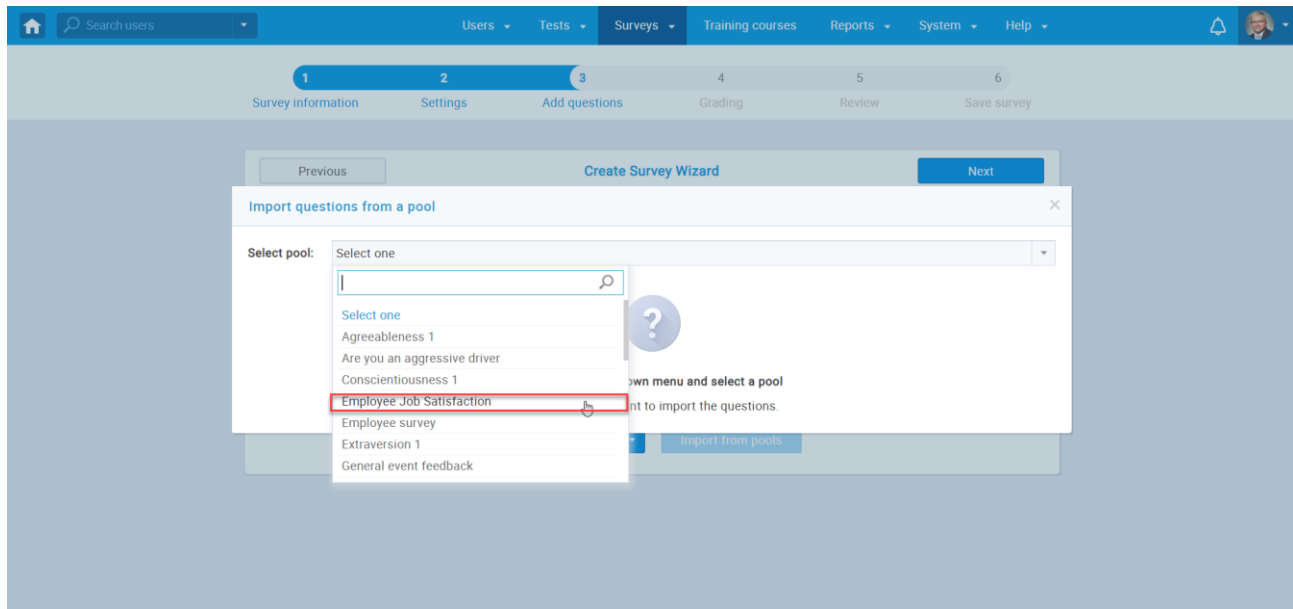 Search users Users Tests Surveys Training courses Reports System Help
1 2 3 4 5 6
Survey information Settings Add questions Grading Review Save survey
Previous Create Survey Wizard Next
Import questions from a pool
Select pool: Select one
Select one
Agreeableness 1
Are you an aggressive driver
Conscientiousness 1
menu and select a pool
Employee Job Satisfaction
to import the questions.
Employee survey
Extraversion 1
Import from pools
General event feedback